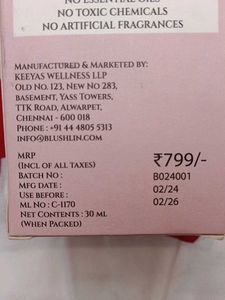 NO ESSENTIAL OILS
NO TOXIC CHEMICALS
NO ARTIFICIAL FRAGRANCES
MANUFACTURED & MARKETED BY:
KEEYAS WELLNESS LLP
OLD NO. 123, NEW NO 283,
BASEMENT, YASS TOWERS,
TTK ROAD, ALWARPET,
CHENNAI - 600 018
PHONE : +91 44 4805 5313
INFO@BLUSHLIN.COM
MRP : ₹799/-
(INCL OF ALL TAXES)
BATCH NO : B024001
MFG DATE : 02/24
USE BEFORE : 02/26
ML NO : C-1170
NET CONTENTS : 30 ML
(WHEN PACKED)